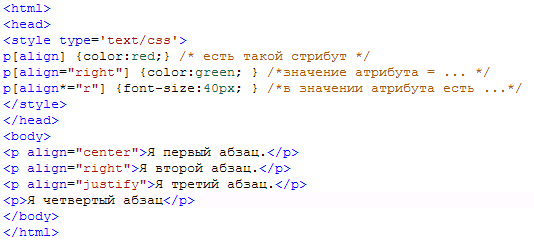 <html>
<head>
<style type='text/css'>
p[align] {color:red;} /* есть такой стрибут */
p[align="right"] {color:green; } /*значение атрибута = ... */
p[align*="r"] {font-size:40px; } /*в значении атрибута есть ...*/
</style>
</head>
<body>
<p align="center">Я первый абзац.</p>
<p align="right">Я второй абзац.</p>
<p align="justify">Я третий абзац.</p>
<p>Я четвертый абзац</p>
</body>
</html>